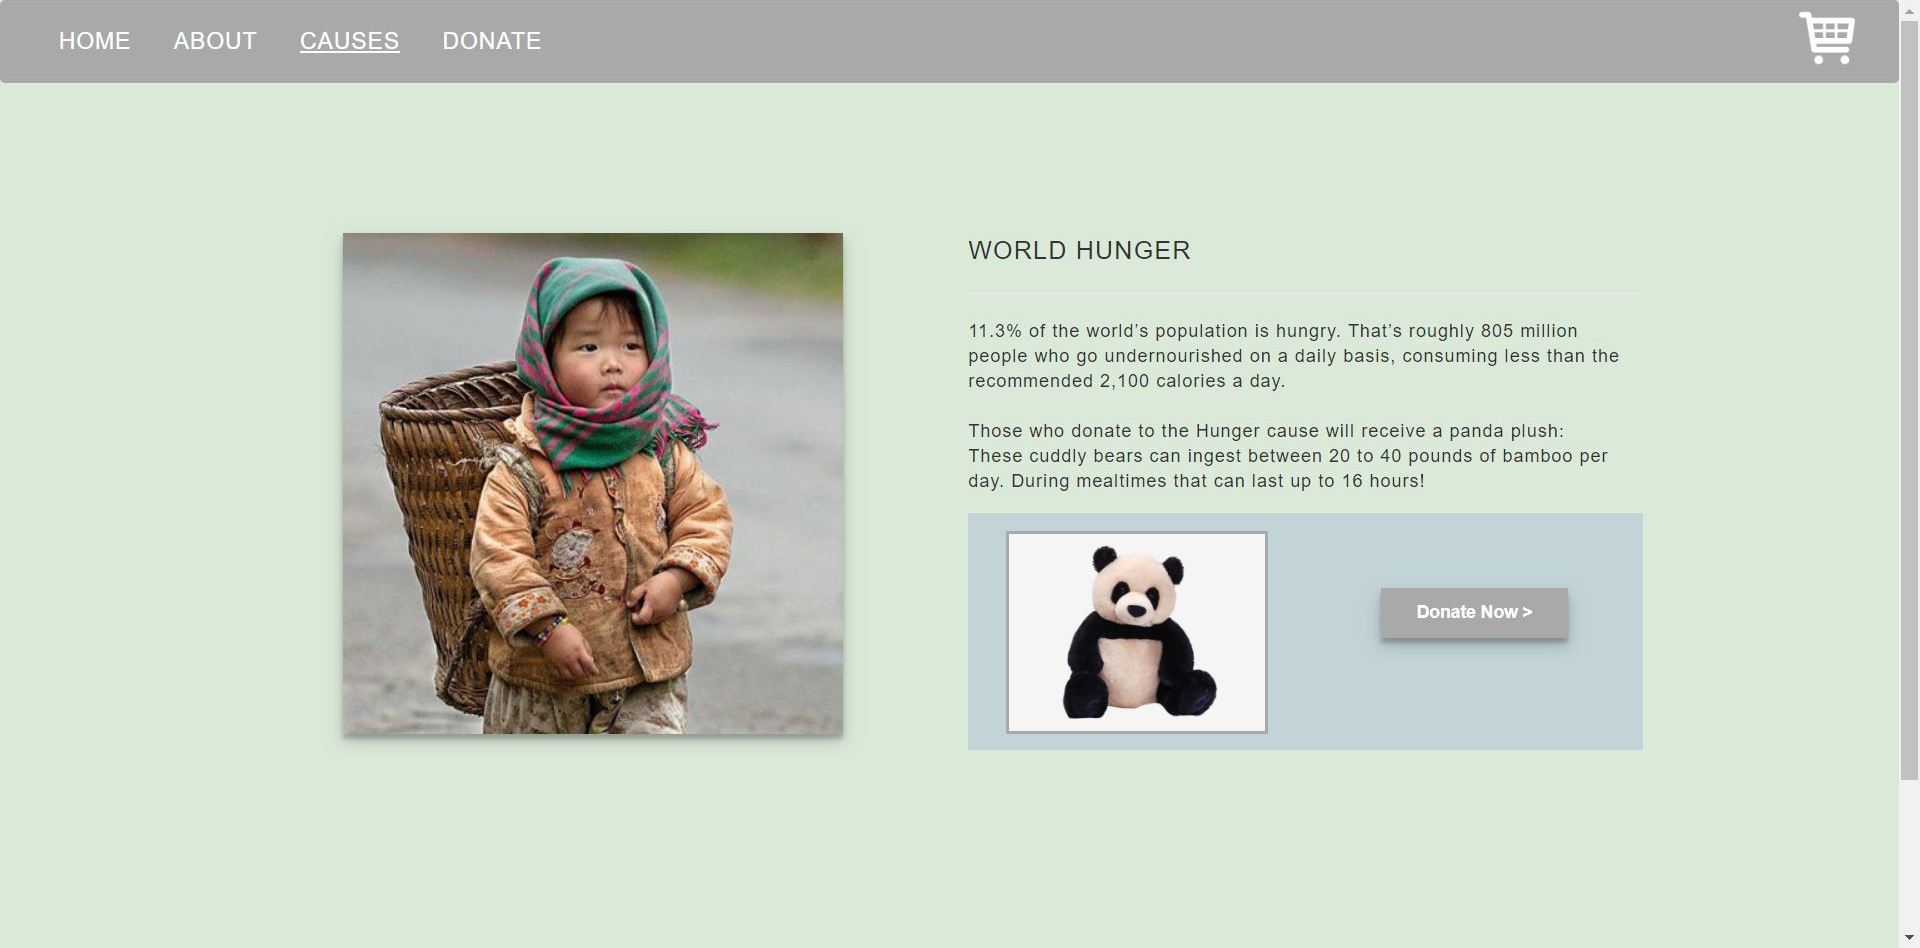 HOME ABOUT CAUSES DONATE
WORLD HUNGER
11.3% of the world’s population is hungry. That’s roughly 805 million
people who go undernourished on a daily basis, consuming less than the
recommended 2,100 calories a day.
Those who donate to the Hunger cause will receive a panda plush:
These cuddly bears can ingest between 20 to 40 pounds of bamboo per
day. During mealtimes that can last up to 16 hours!
Donate Now >